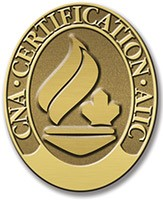 CNA · CERTIFICATION · AIIC